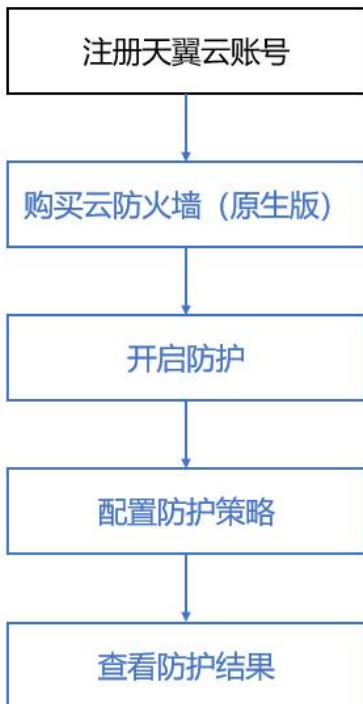 注册天翼云账号
购买云防火墙（原生版）
开启防护
配置防护策略
查看防护结果